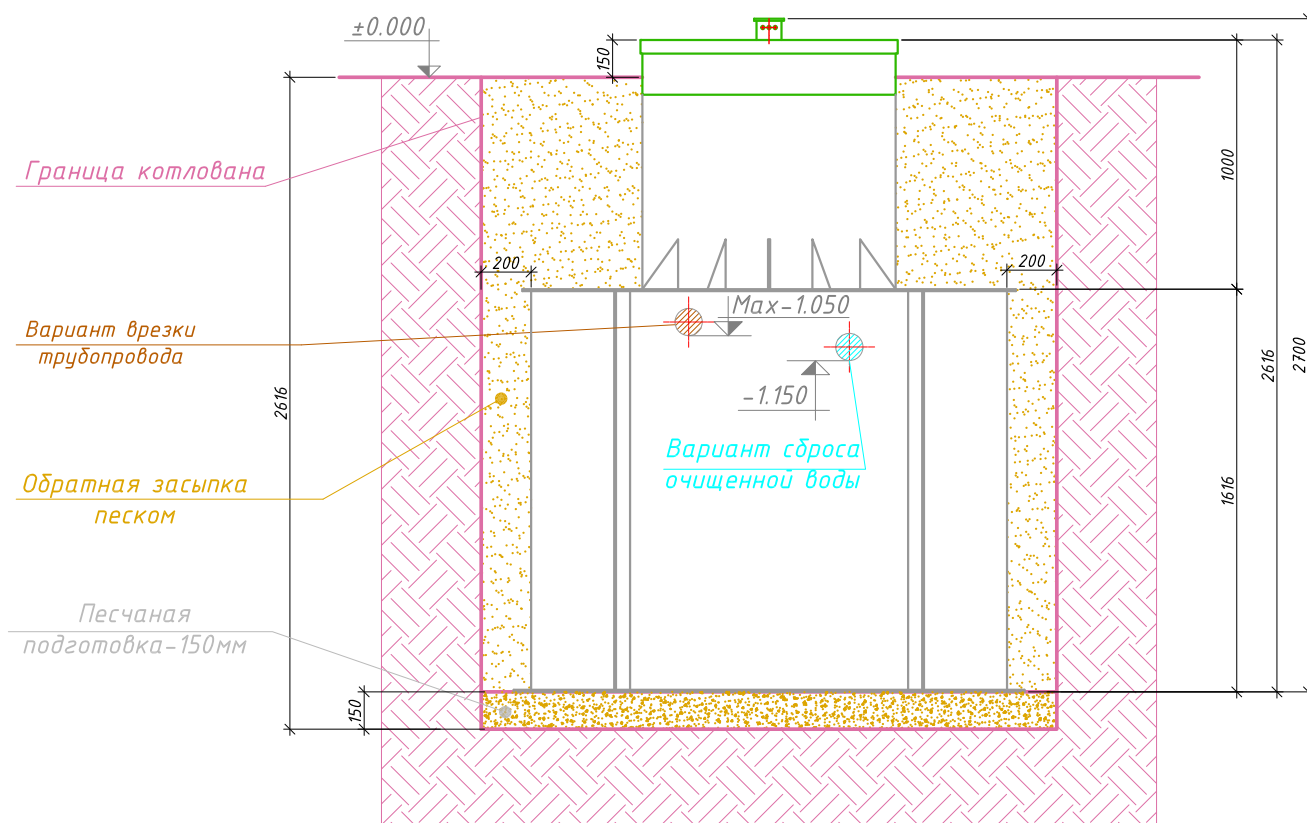 ±0.000
150
Граница котлована
1000
200
200
Max-1.050
Вариант врезки
трубопровода
2616
2616
2700
-1.150
Вариант сброса
очищенной воды
Обратная засыпка
песком
1616
Песчаная
подготовка-150мм
150